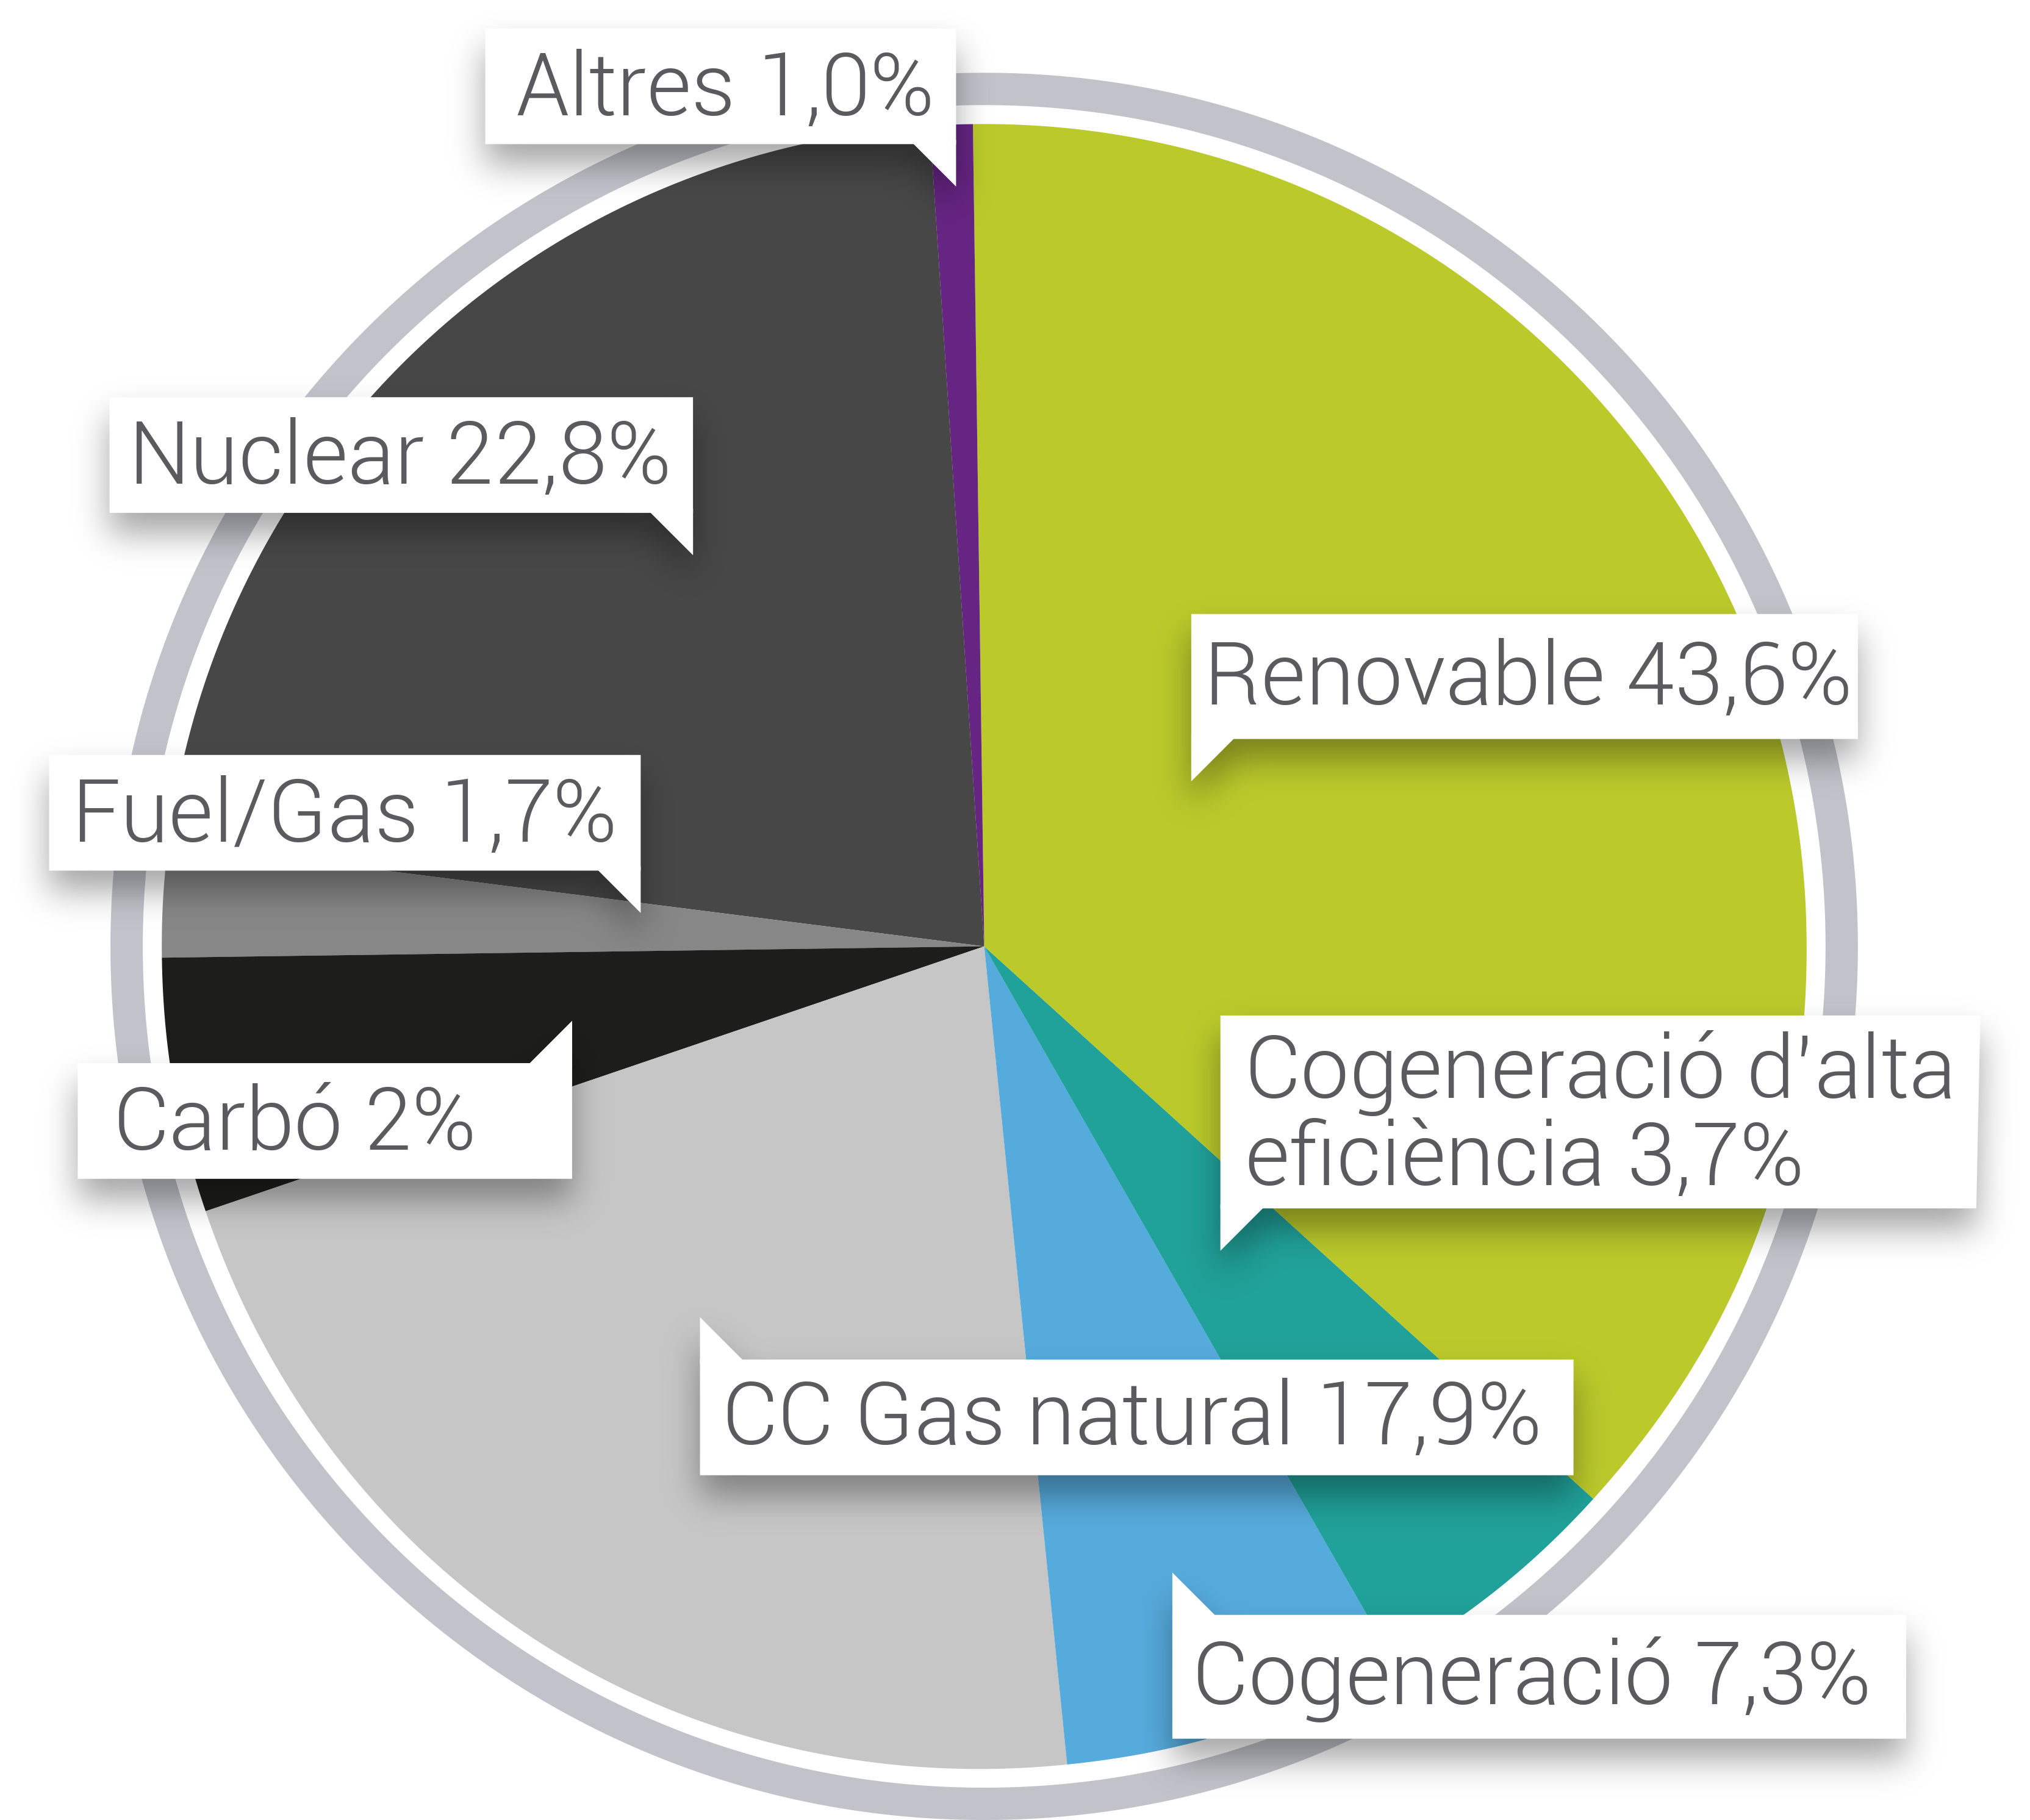 Altres 1,0%
Nuclear 22,8%
Renovable 43,6%
Fuel/Gas 1,7%
Cogeneració d'alta
eficiència 3,7%
Carbó 2%
CC Gas natural 17,9%
Cogeneració 7,3%